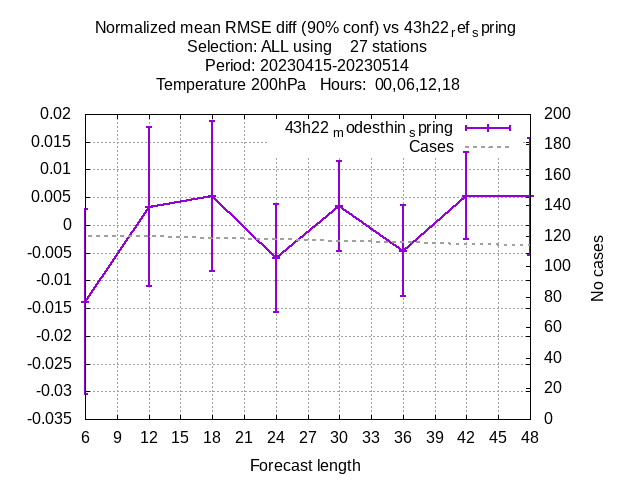 Normalized mean RMSE diff (90% conf) vs 43h22refspring
Selection: ALL using 27 stations
Period: 20230415-20230514
Temperature 200hPa Hours: 00,06,12,18
43h22modesthinspring
Cases
0.02
0.015
0.01
0.005
0
-0.005
-0.01
-0.015
-0.02
-0.025
-0.03
-0.035
200
180
160
140
120
100
80
60
40
20
0
No cases
6 9 12 15 18 21 24 27 30 33 36 39 42 45 48
Forecast length